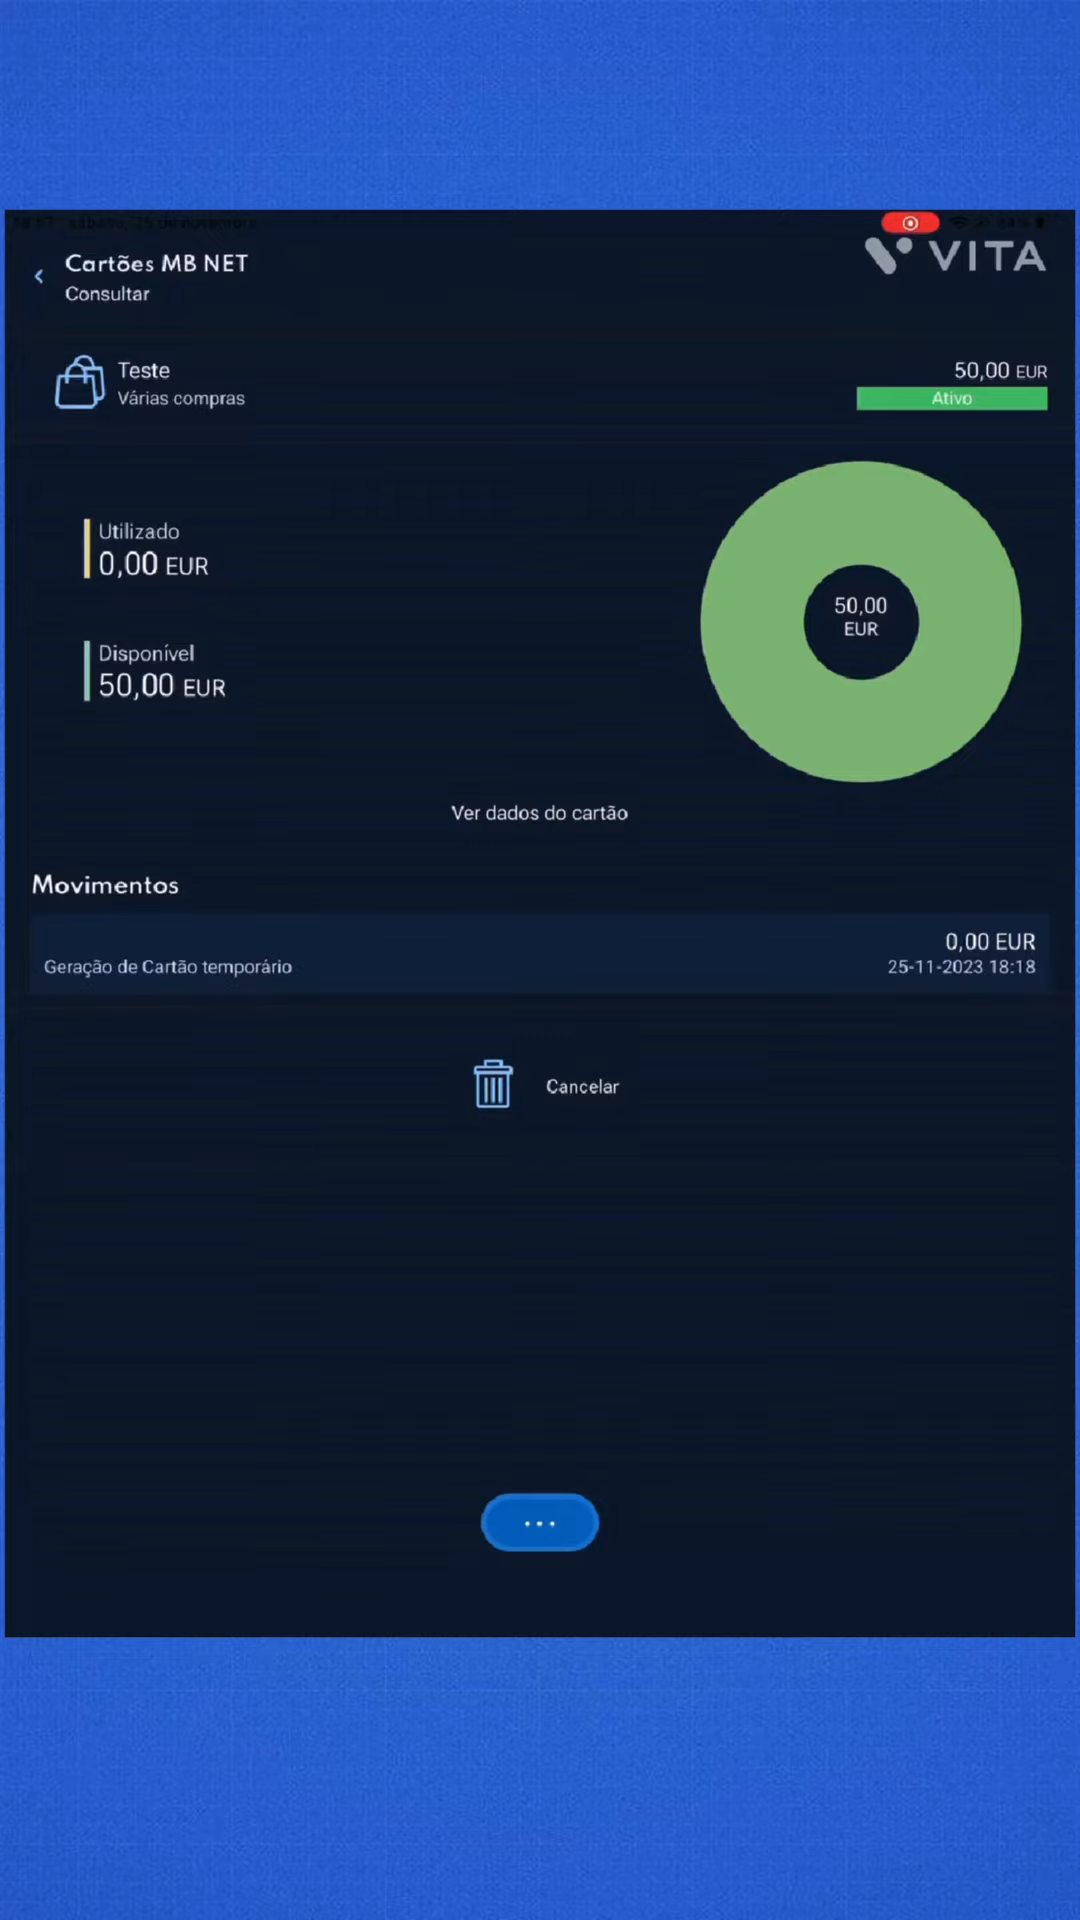 Cartões MB NET
Consultar
VITA
Teste
Várias compras
50,00 EUR
Ativo
Utilizado
0,00 EUR
Disponível
50,00 EUR
50,00
EUR
Ver dados do cartão
Movimentos
0,00 EUR
Geração de Cartão temporário
25-11-2023 18:18
Cancelar